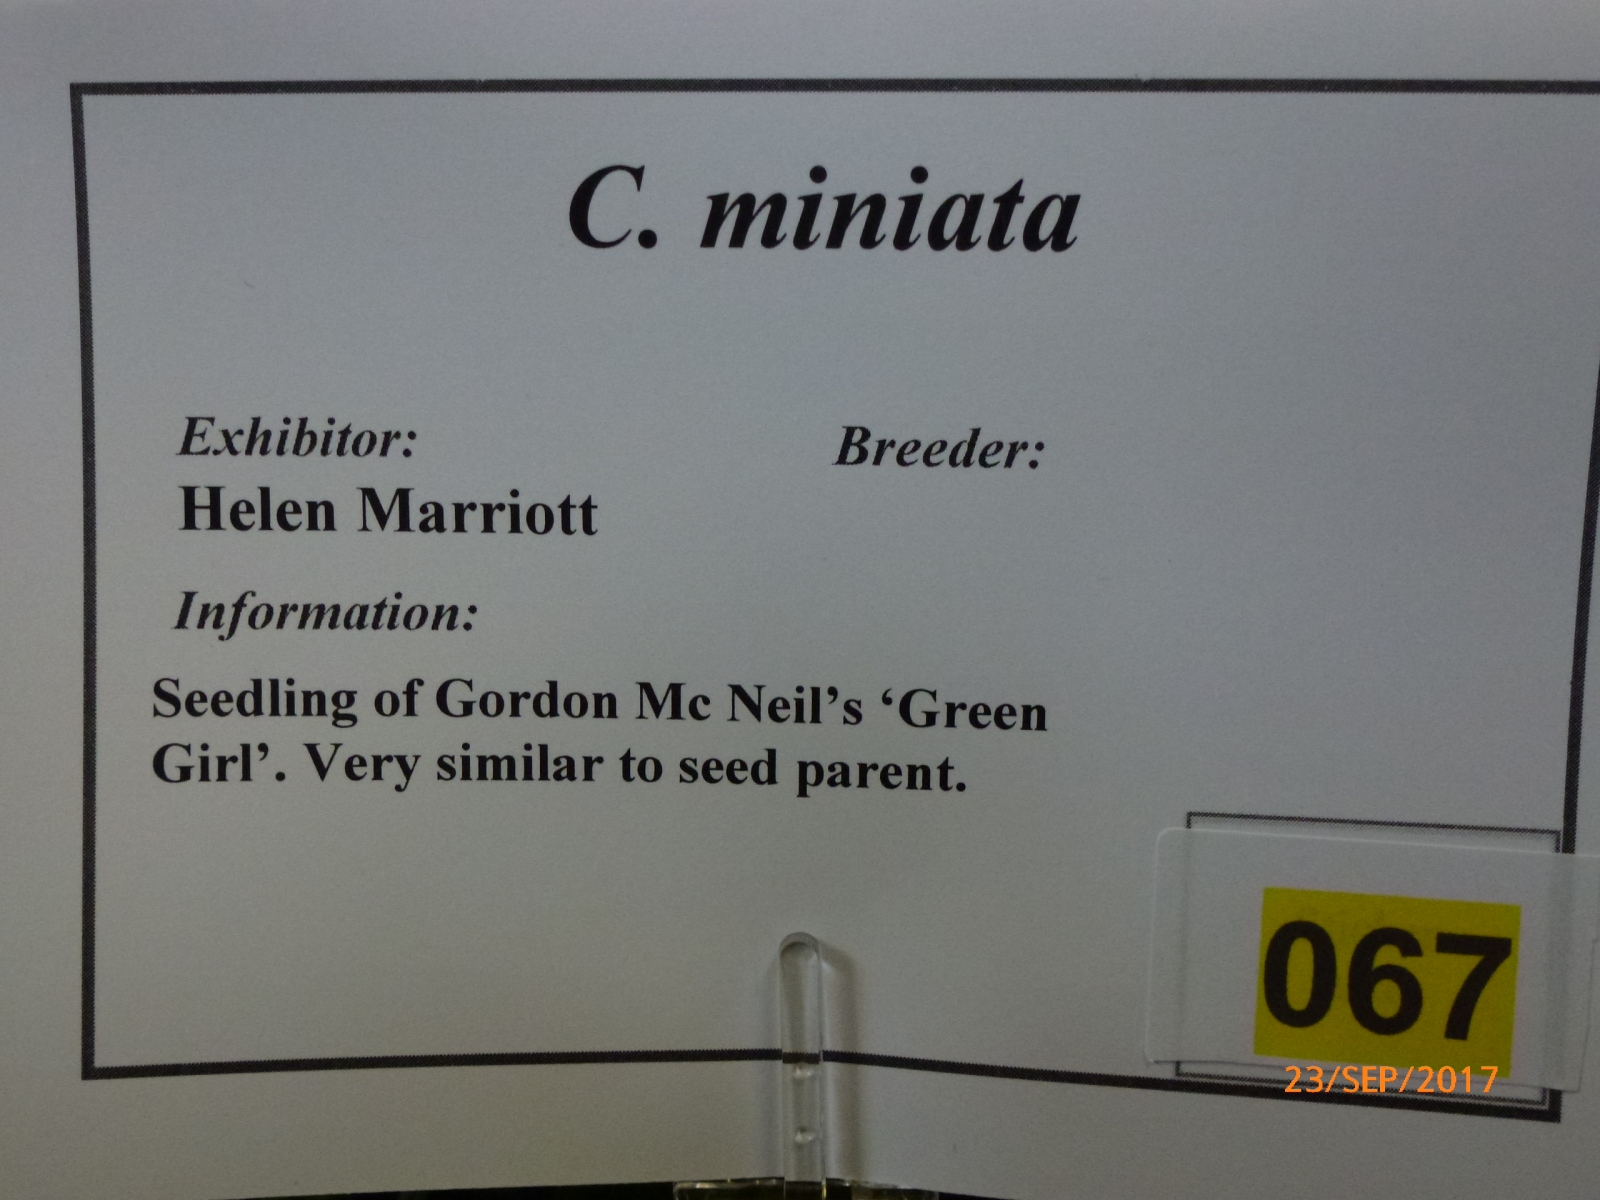 C. miniata
Exhibitor:
Breeder:
Helen Marriott
Information:
Seedling of Gordon Mc Neil's ‘Green
Girl’. Very similar to seed parent.
067
23/SEP/2017